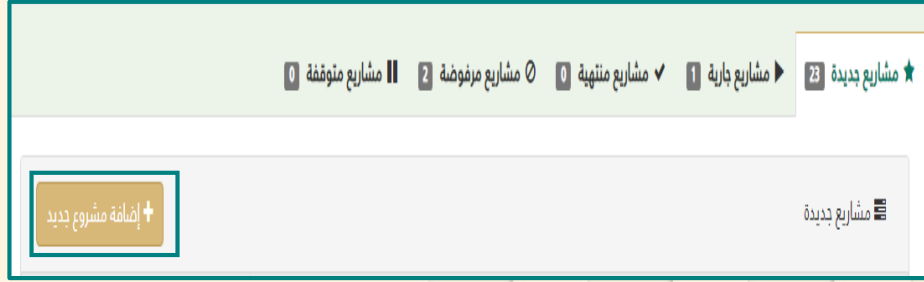 مشاريع جديدة 23 مشاريع جارية 1 مشاريع منتهية 0 مشاريع مرفوضة 2 مشاريع متوقفة 0
مشاريع جديدة
إضافة مشروع جديد